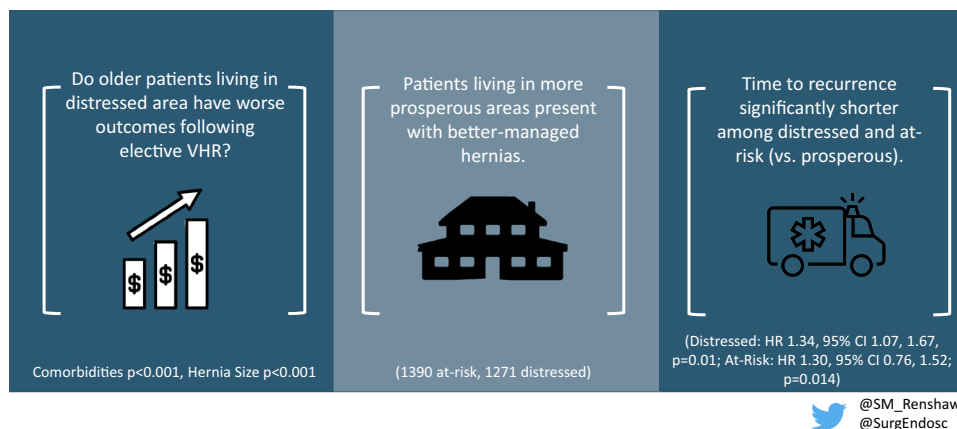 Do older patients living in
distressed area have worse
outcomes following
elective VHR?
$ $ $
Comorbidities p<0.001, Hernia Size p<0.001
Patients living in more
prosperous areas present
with better-managed
hernias.
(1390 at-risk, 1271 distressed)
Time to recurrence
significantly shorter
among distressed and at-
risk (vs. prosperous).
(Distressed: HR 1.34, 95% CI 1.07, 1.67,
p=0.01; At-Risk: HR 1.30, 95% CI 0.76, 1.52;
p=0.014)
@SM_Renshaw
@SurgEndosc